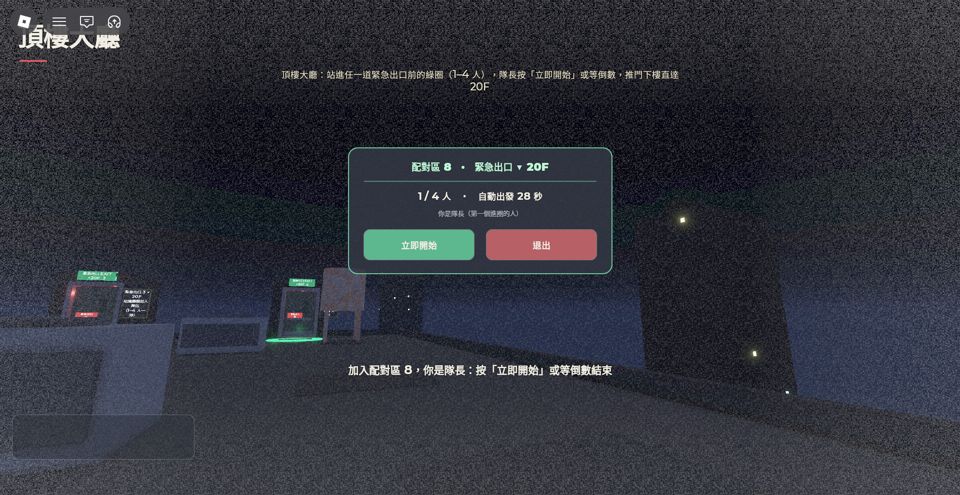 頂樓大廳
頂樓大廳：站進任一道緊急出口前的綠圈（1–4 人），隊長按「立即開始」或等倒數，推門下樓直達
20F
配對區 8 • 緊急出口 ▼ 20F
1 / 4 人 • 自動出發 28 秒
你是隊長（第一個進圈的人）
立即開始
退出
加入配對區 8，你是隊長：按「立即開始」或等倒數結束